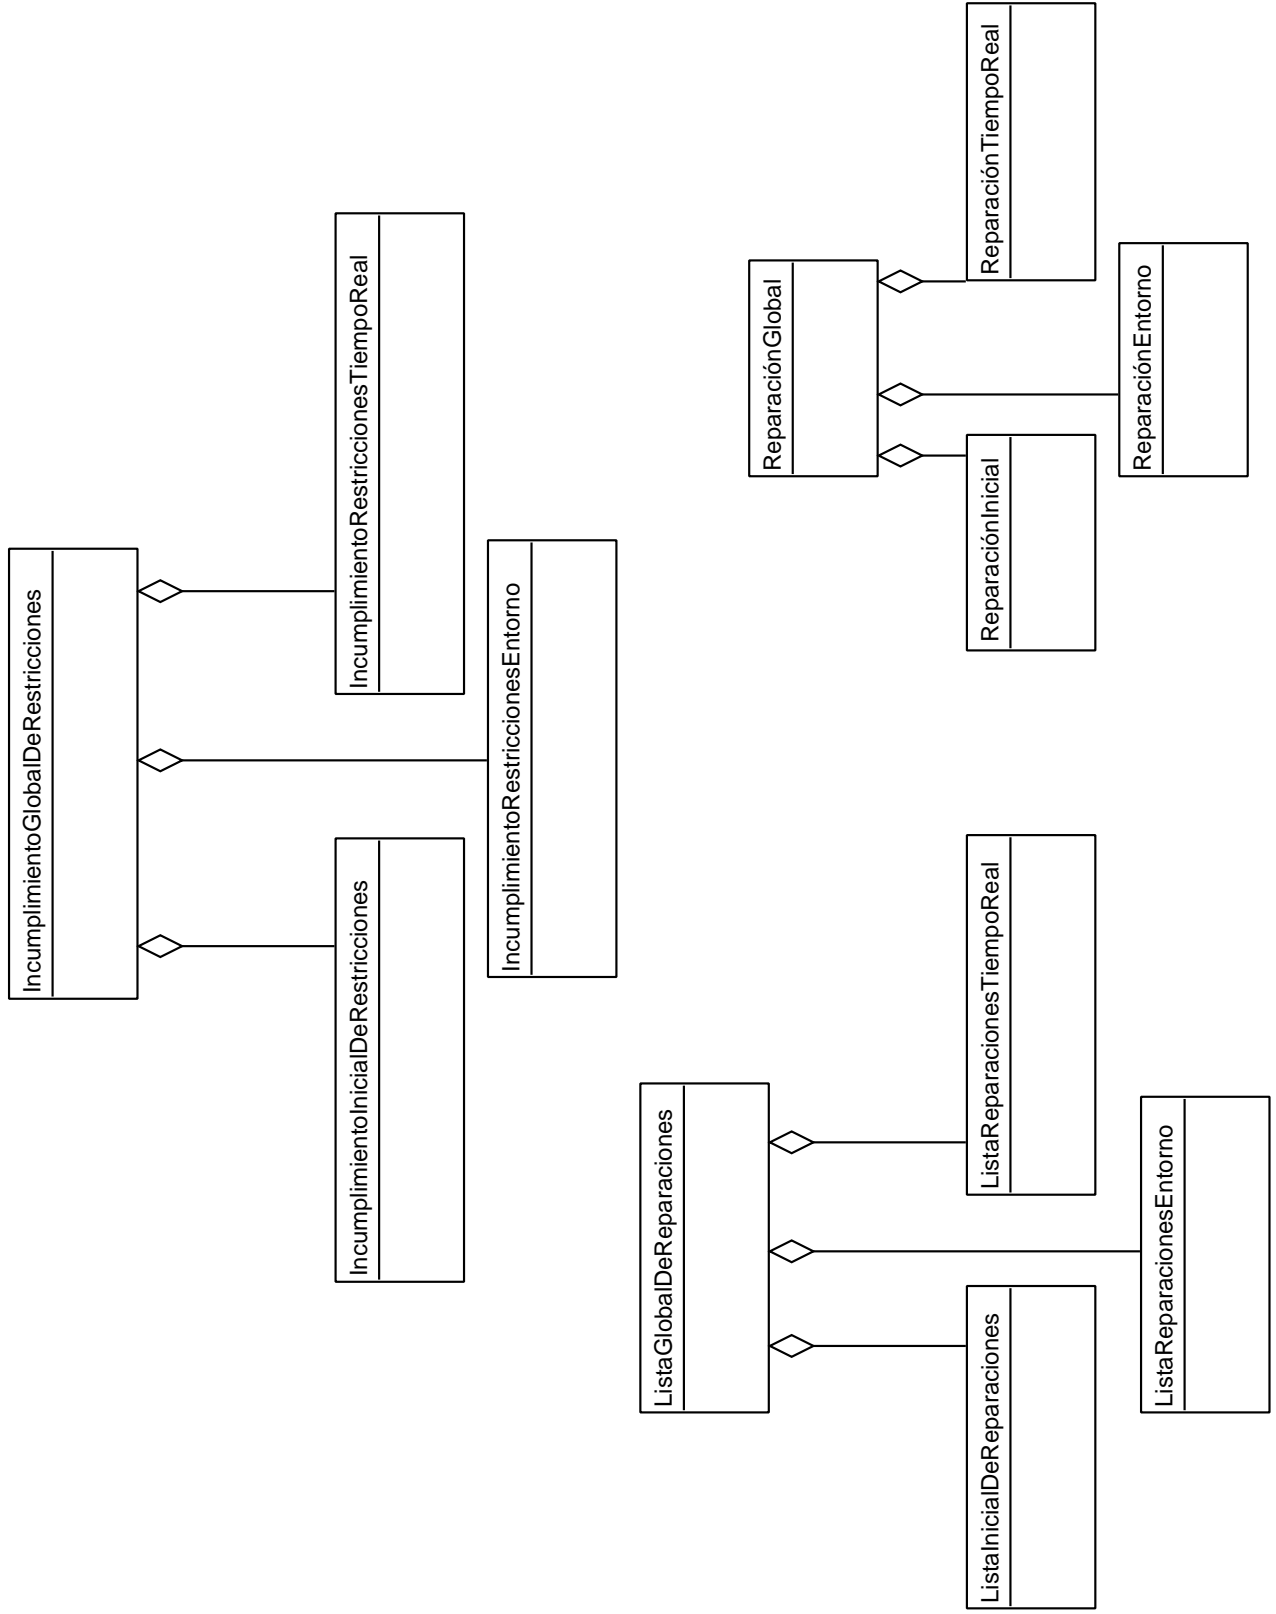 IncumplimientoGlobalDeRestricciones
IncumplimientoInicialDeRestricciones
IncumplimientoRestriccionesTiempoReal
IncumplimientoRestriccionesEntorno
ListaGlobalDeReparaciones
ListaInicialDeReparaciones
ListaReparacionesTiempoReal
ListaReparacionesEntorno
ReparaciónGlobal
ReparaciónInicial
ReparaciónTiempoReal
ReparaciónEntorno